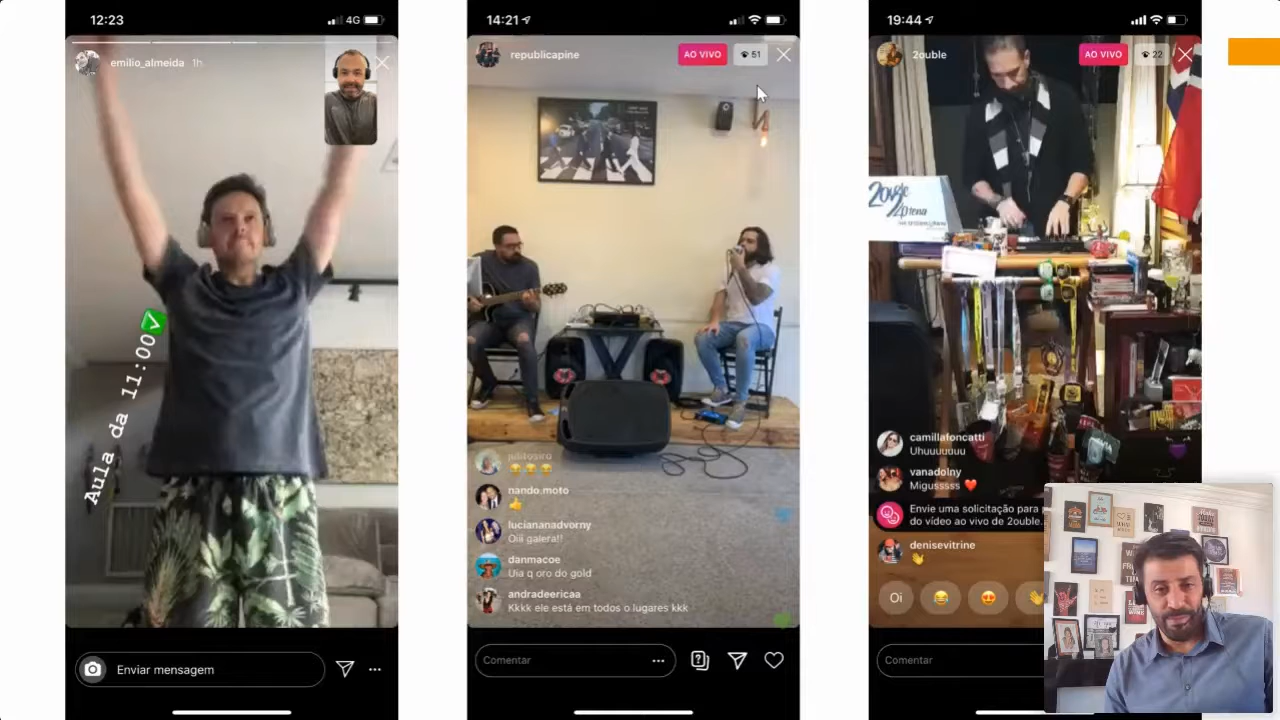 12:23
4G
emilio_almeida 1h
Aula da 11:00
Enviar mensagem
14:21
republicapine
AO VIVO
51
julitosiro
😂😂😂
nando.moto
👍
luciananadvorny
Oiii galera!!
danmacoe
Uia q oro do gold
andradeericaa
Kkkk ele está em todos o lugares kkk
Comentar
19:44
2ouble
AO VIVO
22
2ouble
camillafoncatti
Uhuuuuuuu
vanadolny
Migusssss ❤️
Envie uma solicitação para
do vídeo ao vivo de 2ouble.
denisevitrine
👋
Oi
Comentar